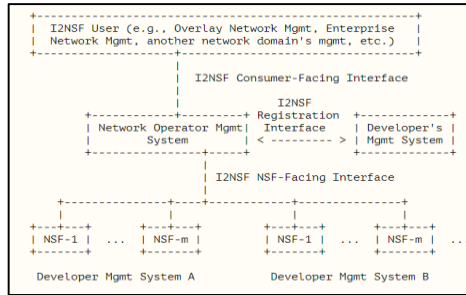 I2NSF User (e.g., Overlay Network Mgmt, Enterprise
Network Mgmt, another network domain's mgmt, etc.)
I2NSF Consumer-Facing Interface
I2NSF
Registration
Network Operator Mgmt Interface Developer's
System < --------- > Mgmt System
I2NSF NSF-Facing Interface
NSF-1 ... NSF-m NSF-1 ... NSF-m ...
Developer Mgmt System A Developer Mgmt System B